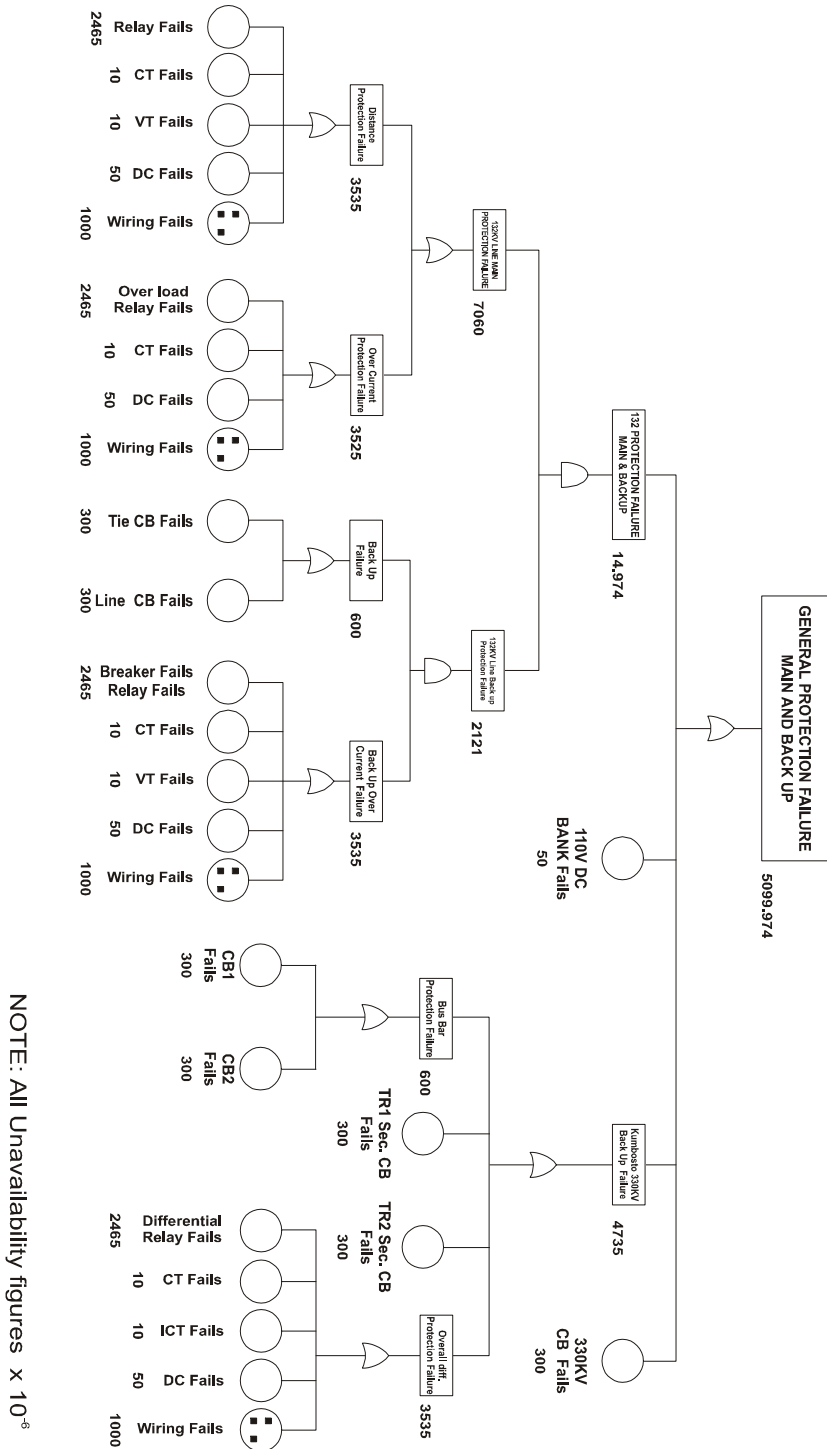 GENERAL PROTECTION FAILURE
MAIN AND BACK UP
5099.974
132 PROTECTION FAILURE
MAIN & BACKUP
14.974
110V DC
BANK Fails
50
Kumbosto 330KV
Back Up Failure
4735
330KV
CB Fails
300
132KV LINE MAIN
PROTECTION FAILURE
7060
132KV Line Back up
Protection Failure
2121
Bus Bar
Protection Failure
600
TR1 Sec. CB
Fails
300
TR2 Sec. CB
Fails
300
Overall diff.
Protection Failure
3535
Distance
Protection Failure
3535
Over Current
Protection Failure
3525
Back Up
Failure
600
Back Up Over
Current Failure
3535
CB1
Fails
300
CB2
Fails
300
Relay Fails
2465
CT Fails
10
VT Fails
10
DC Fails
50
Wiring Fails
1000
Over load
Relay Fails
2465
CT Fails
10
DC Fails
50
Wiring Fails
1000
Tie CB Fails
300
Line CB Fails
300
Breaker Fails
Relay Fails
2465
CT Fails
10
VT Fails
10
DC Fails
50
Wiring Fails
1000
Differential
Relay Fails
2465
CT Fails
10
ICT Fails
10
DC Fails
50
Wiring Fails
1000
NOTE: All Unavailability figures x 10⁻⁶